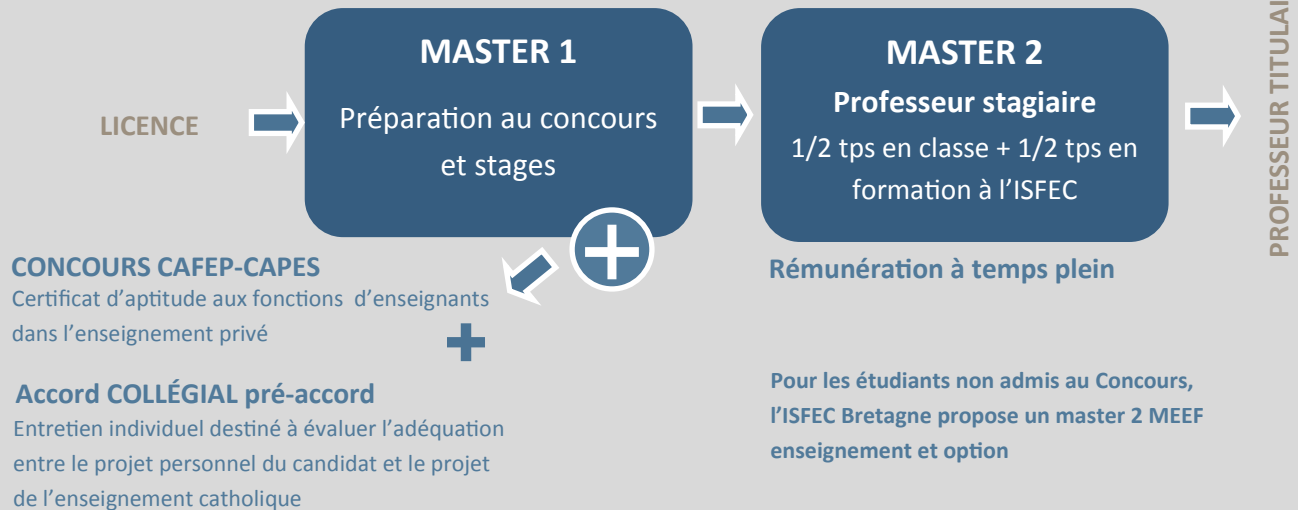 LICENCE
MASTER 1
Préparation au concours
et stages
MASTER 2
Professeur stagiaire
1/2 tps en classe + 1/2 tps en
formation à l’ISFEC
PROFESSEUR
CONCOURS CAFEP-CAPES
Certificat d’aptitude aux fonctions d’enseignants
dans l’enseignement privé
+
Accord COLLÉGIAL pré-accord
Entretien individuel destiné à évaluer l’adéquation
entre le projet personnel du candidat et le projet
de l’enseignement catholique
Rémunération à temps plein
Pour les étudiants non admis au Concours,
l’ISFEC Bretagne propose un master 2 MEEF
enseignement et option